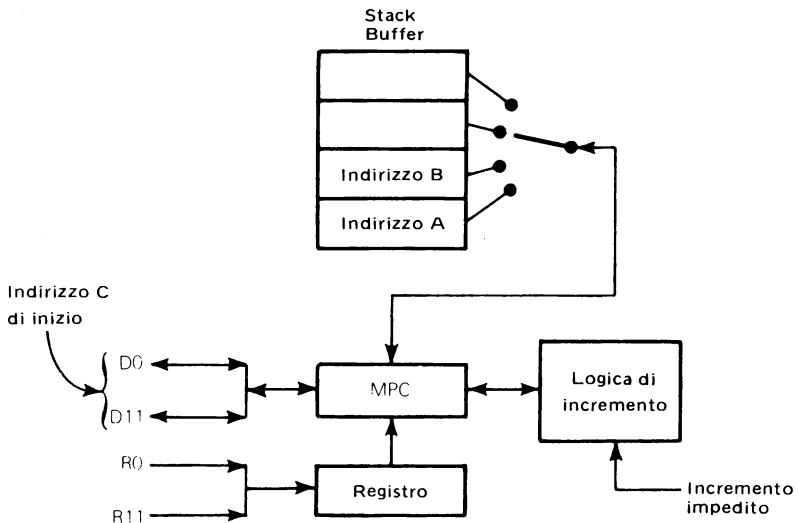 Stack
Buffer
Indirizzo B
Indirizzo A
Indirizzo C
di inizio
D0
D11
MPC
Logica di
incremento
R0
R11
Registro
Incremento
impedito